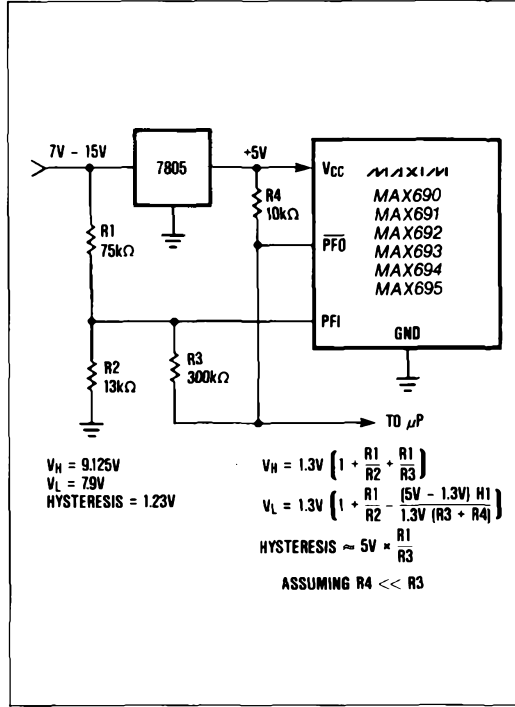 7V – 15V
7805
+5V
VCC
MAXIM
MAX690
MAX691
MAX692
MAX693
MAX694
MAX695
R4
10kΩ
PFO
R1
75kΩ
PFI
GND
R2
13kΩ
R3
300kΩ
TO μP
VH = 9.125V
VL = 7.9V
HYSTERESIS = 1.23V
VH = 1.3V (1 + R1/R2 + R1/R3)
VL = 1.3V (1 + R1/R2 - (5V - 1.3V) H1/1.3V (R3 + R4))
HYSTERESIS ≈ 5V × R1/R3
ASSUMING R4 << R3